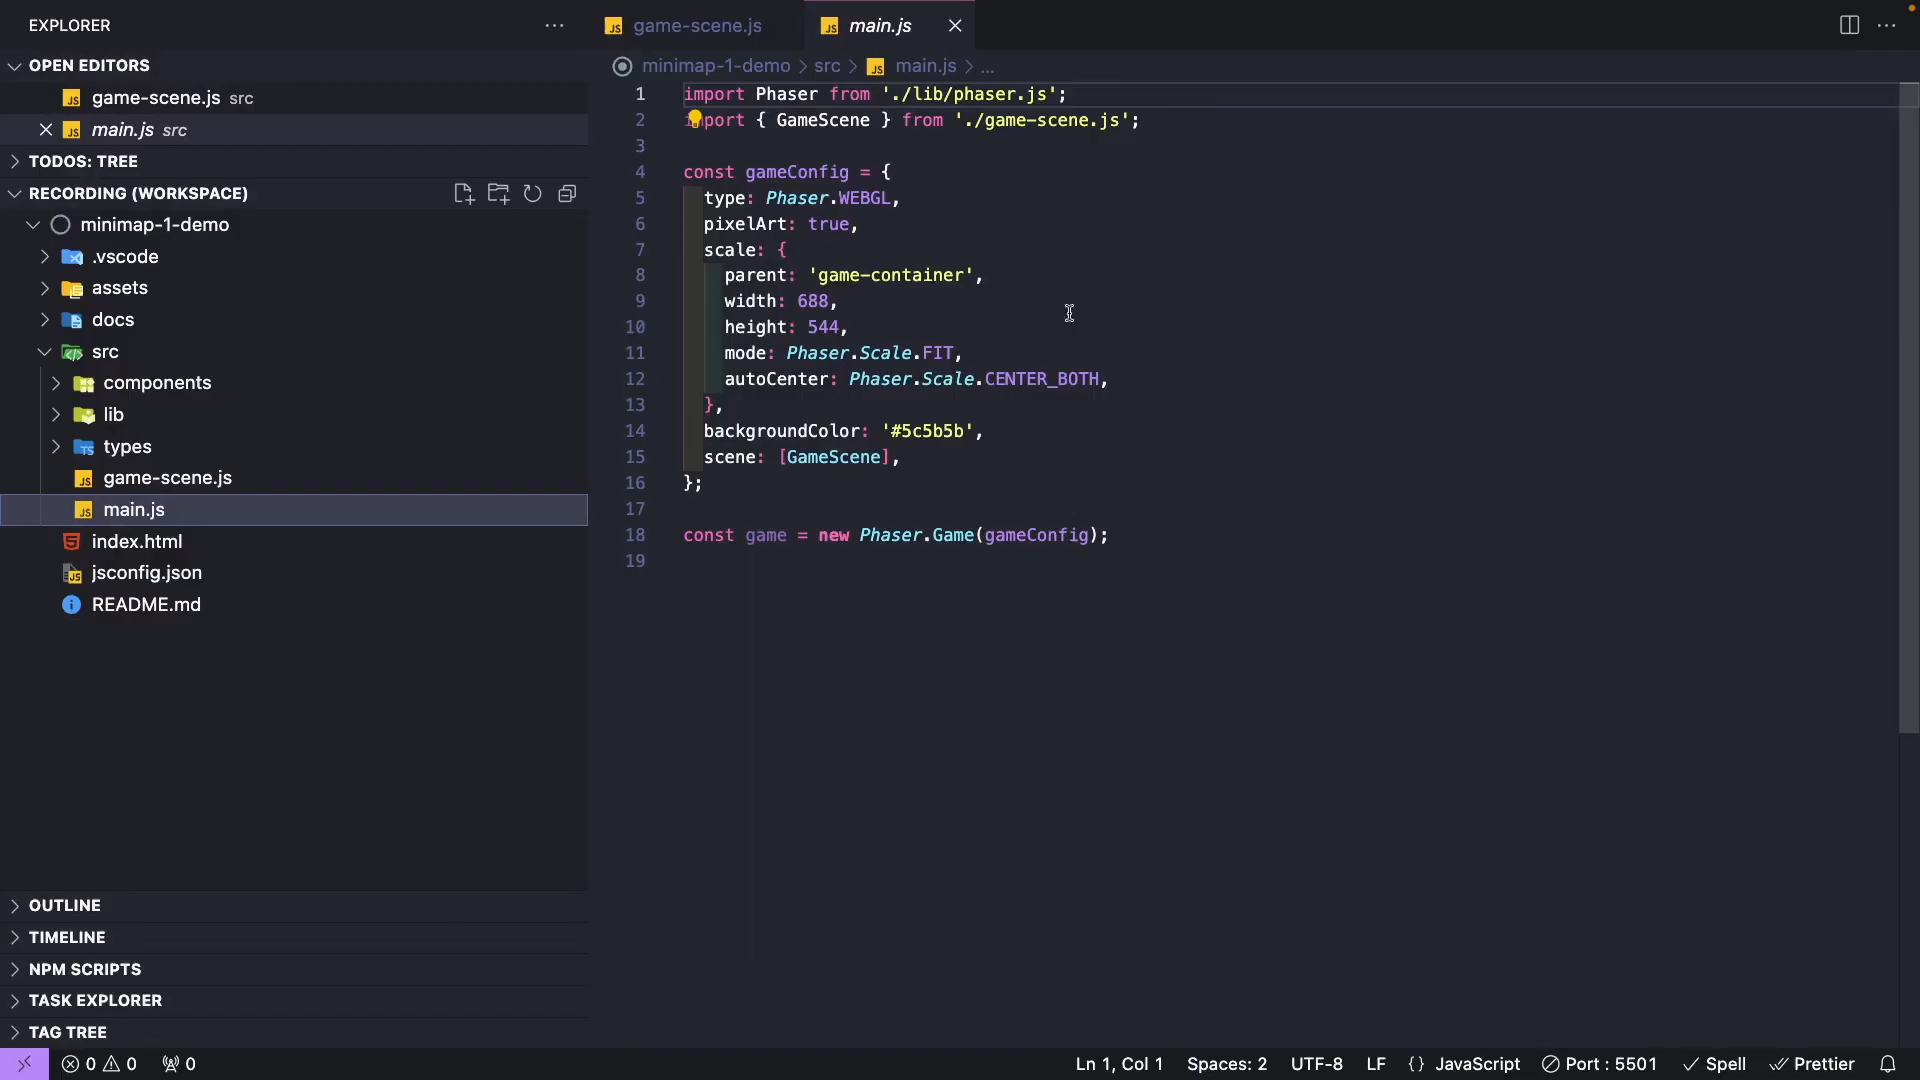 EXPLORER
OPEN EDITORS
game-scene.js src
main.js src
TODOS: TREE
RECORDING (WORKSPACE)
minimap-1-demo
.vscode
assets
docs
src
components
lib
types
game-scene.js
main.js
index.html
jsconfig.json
README.md
OUTLINE
TIMELINE
NPM SCRIPTS
TASK EXPLORER
TAG TREE
game-scene.js
main.js
minimap-1-demo > src > main.js > ...
1 import Phaser from './lib/phaser.js';
2 import { GameScene } from './game-scene.js';
3
4 const gameConfig = {
5 type: Phaser.WEBGL,
6 pixelArt: true,
7 scale: {
8 parent: 'game-container',
9 width: 688,
10 height: 544,
11 mode: Phaser.Scale.FIT,
12 autoCenter: Phaser.Scale.CENTER_BOTH,
13 },
14 backgroundColor: '#5c5b5b',
15 scene: [GameScene],
16 };
17
18 const game = new Phaser.Game(gameConfig);
19
0 0 0 Ln 1, Col 1 Spaces: 2 UTF-8 LF {} JavaScript Port : 5501 Spell Prettier